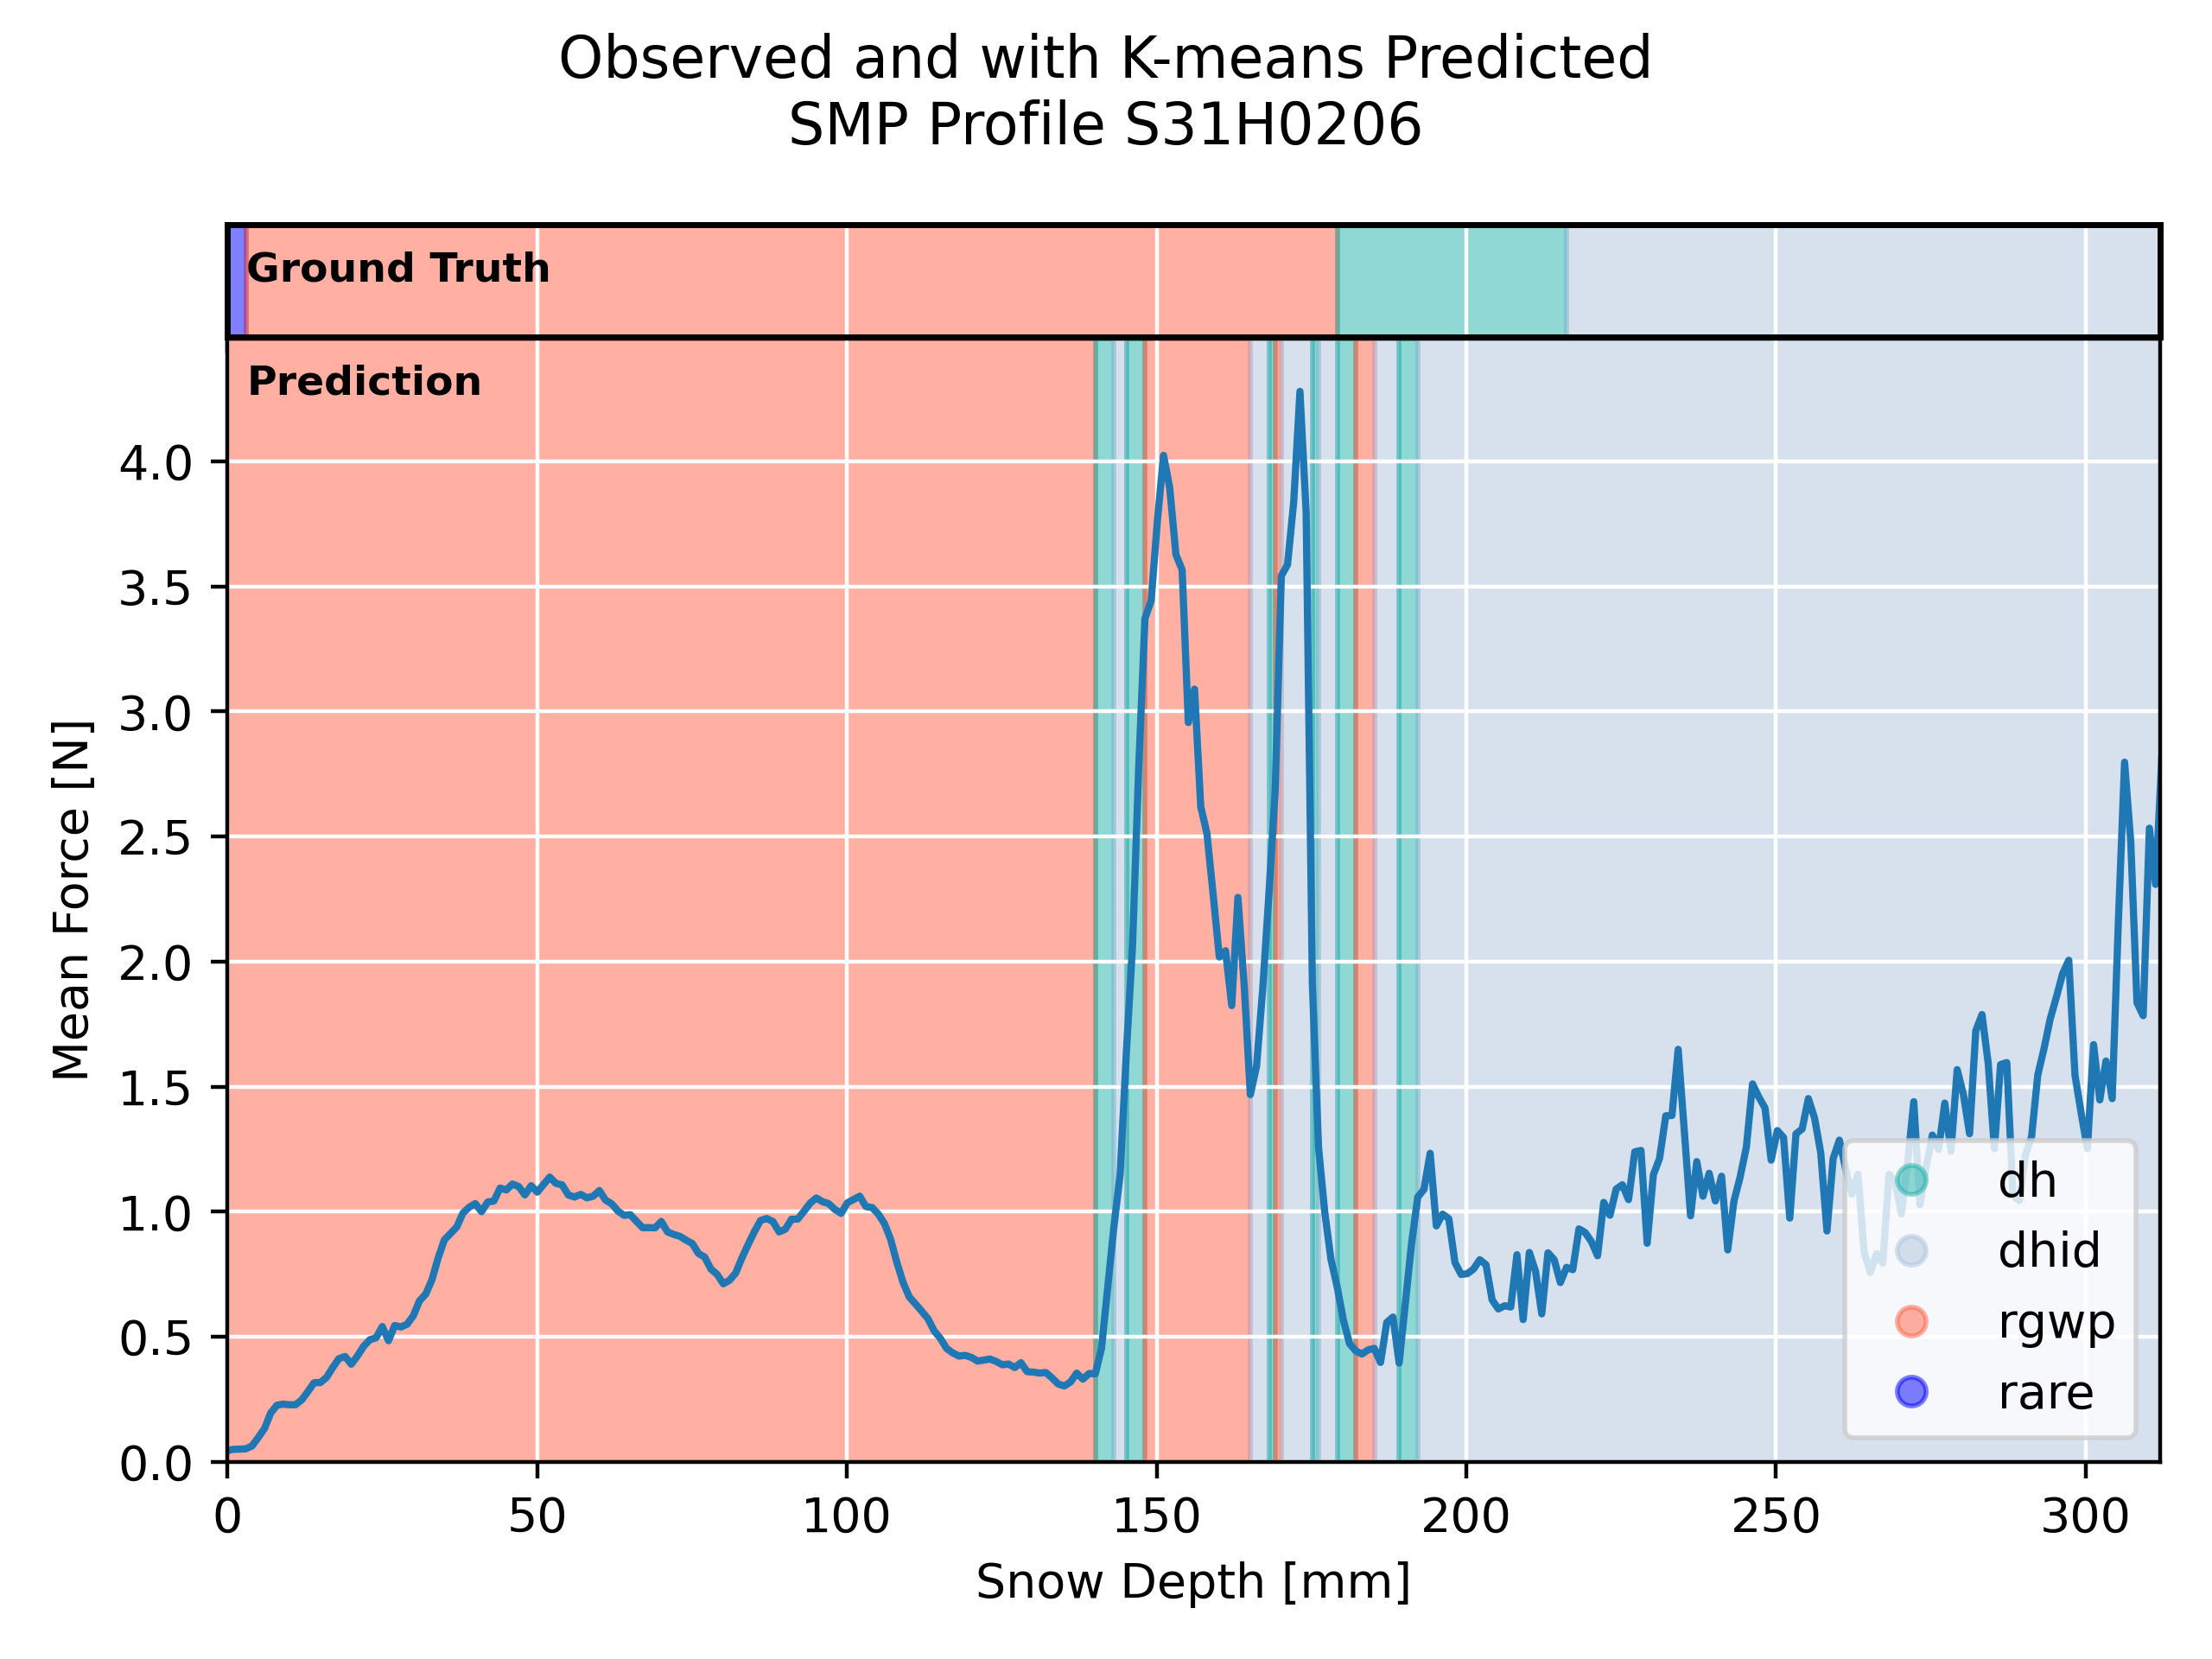 Observed and with K-means Predicted
SMP Profile S31H0206
Ground Truth
Prediction
4.0
3.5
3.0
2.5
2.0
1.5
1.0
0.5
0.0
Mean Force [N]
0 50 100 150 200 250 300
Snow Depth [mm]
dh
dhid
rgwp
rare